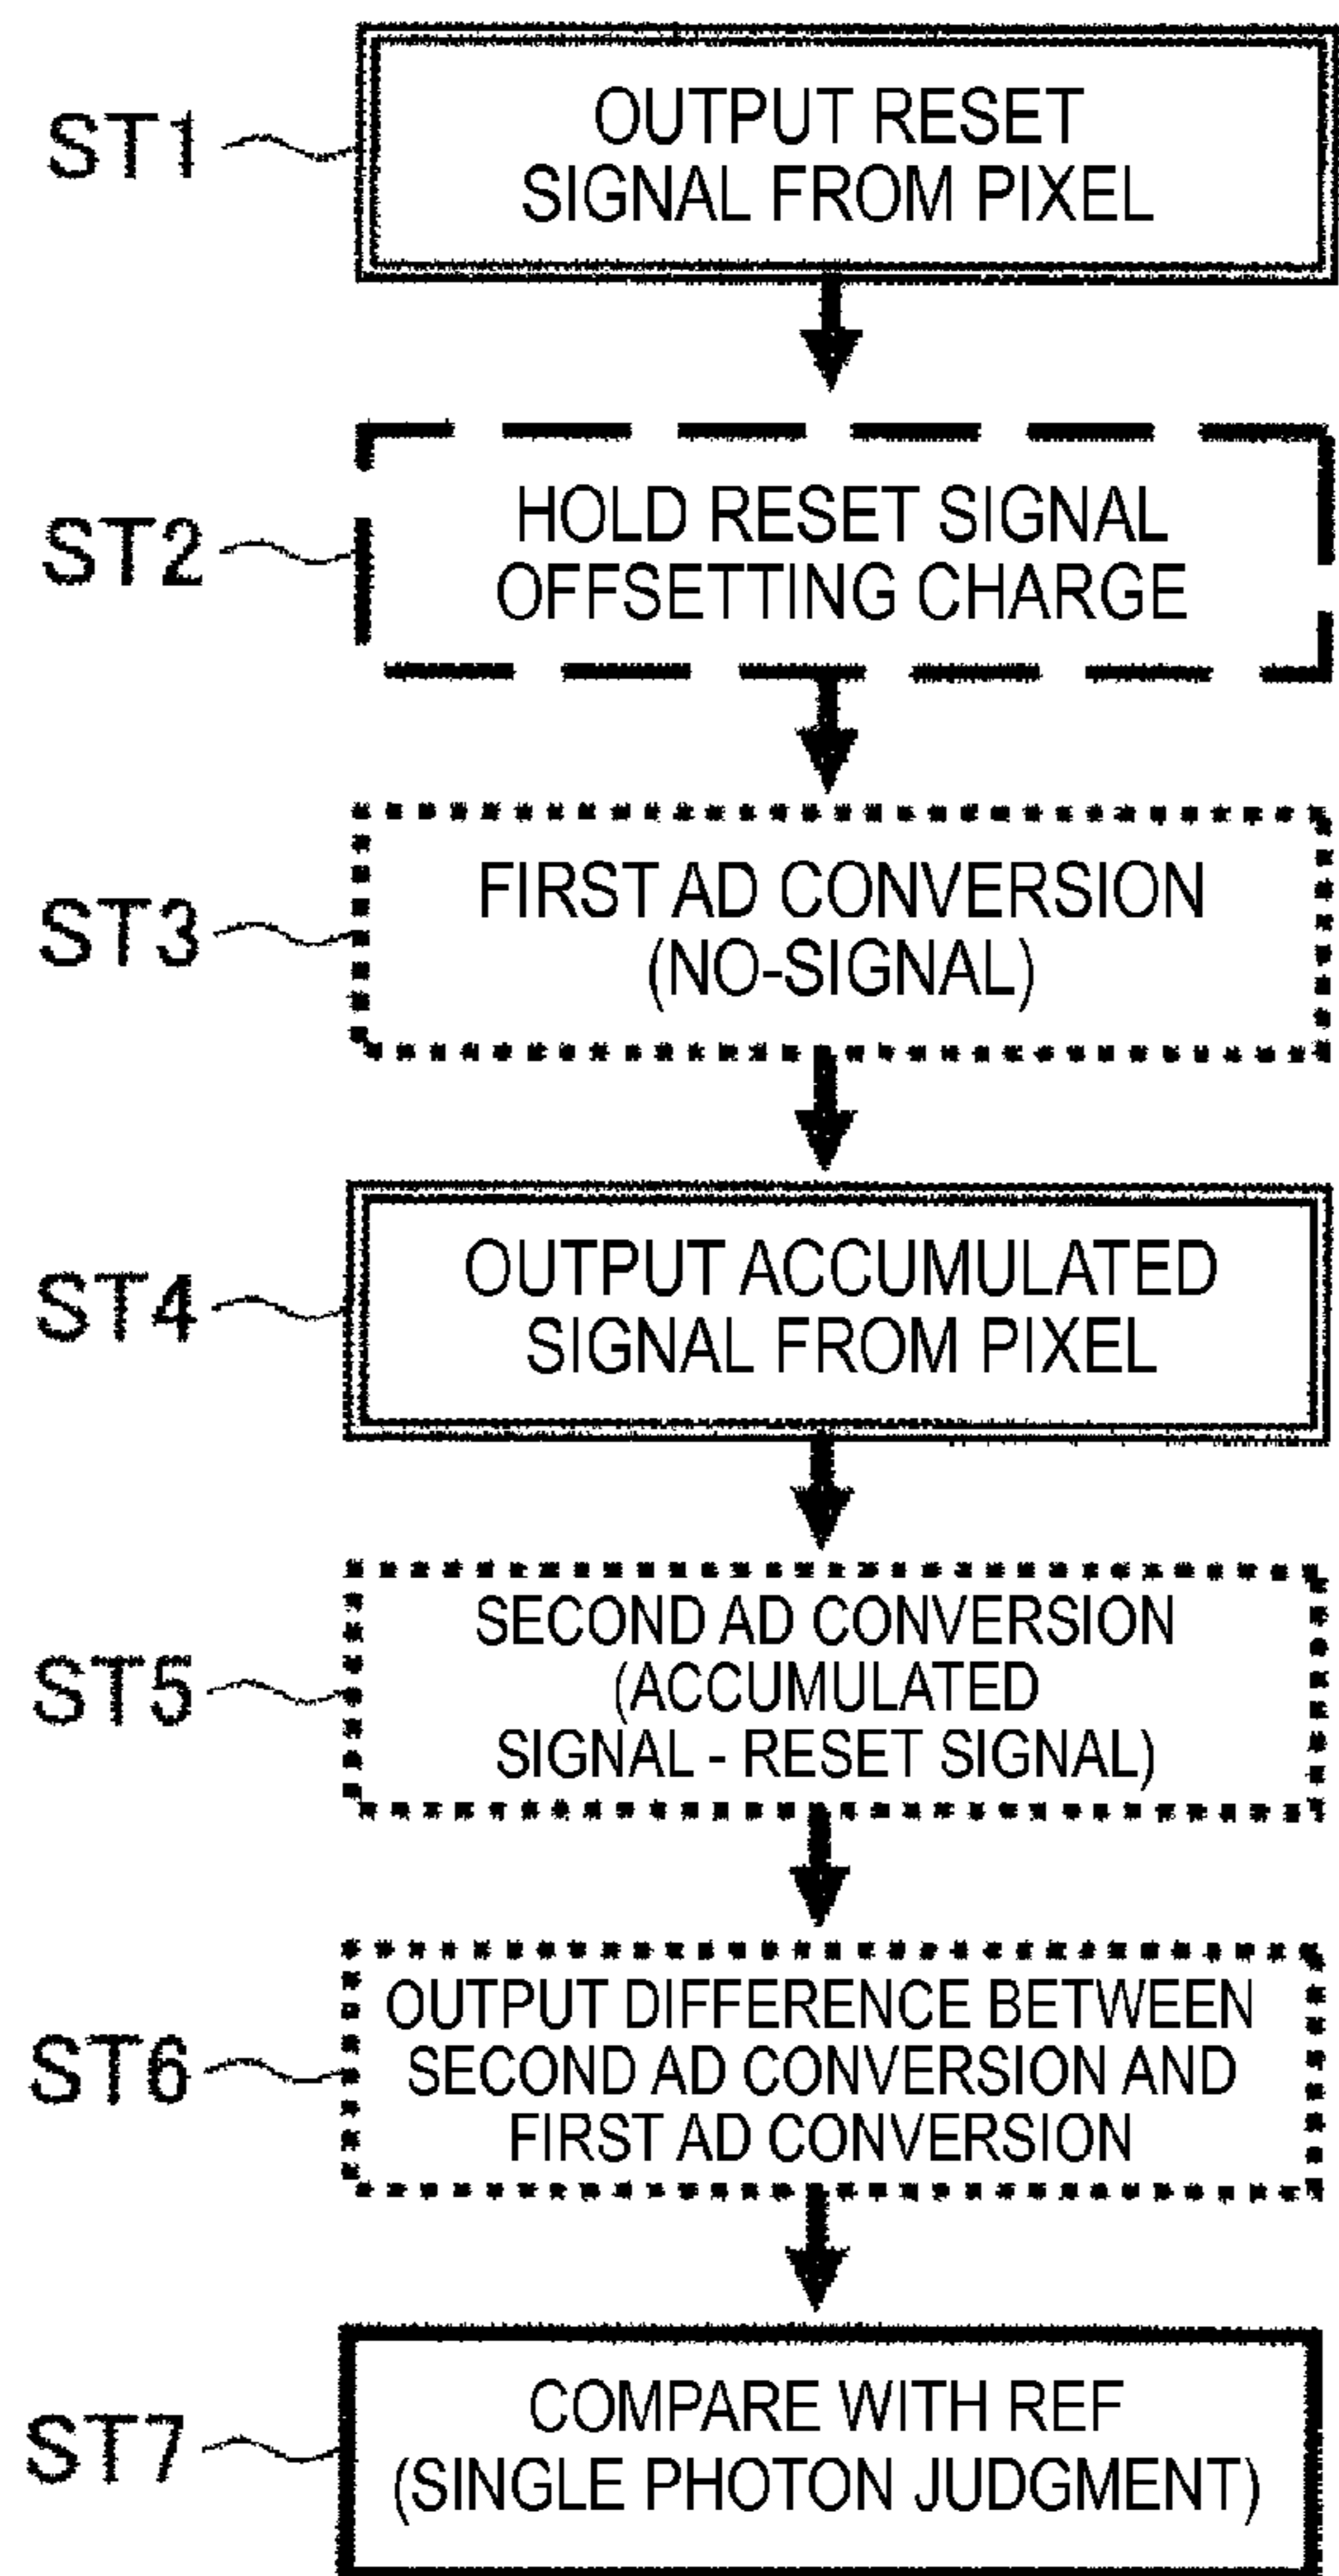 ST1
OUTPUT RESET
SIGNAL FROM PIXEL
ST2
HOLD RESET SIGNAL
OFFSETTING CHARGE
ST3
FIRST AD CONVERSION
(NO-SIGNAL)
ST4
OUTPUT ACCUMULATED
SIGNAL FROM PIXEL
ST5
SECOND AD CONVERSION
(ACCUMULATED
SIGNAL - RESET SIGNAL)
ST6
OUTPUT DIFFERENCE BETWEEN
SECOND AD CONVERSION AND
FIRST AD CONVERSION
ST7
COMPARE WITH REF
(SINGLE PHOTON JUDGMENT)